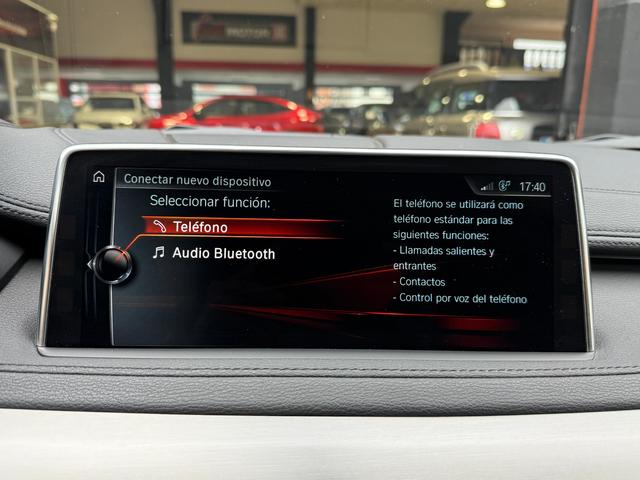 MOTOR
Conectar nuevo dispositivo
17:40
Seleccionar función:
Teléfono
Audio Bluetooth
El teléfono se utilizará como
teléfono estándar para las
siguientes funciones:
- Llamadas salientes y
entrantes
- Contactos
- Control por voz del teléfono